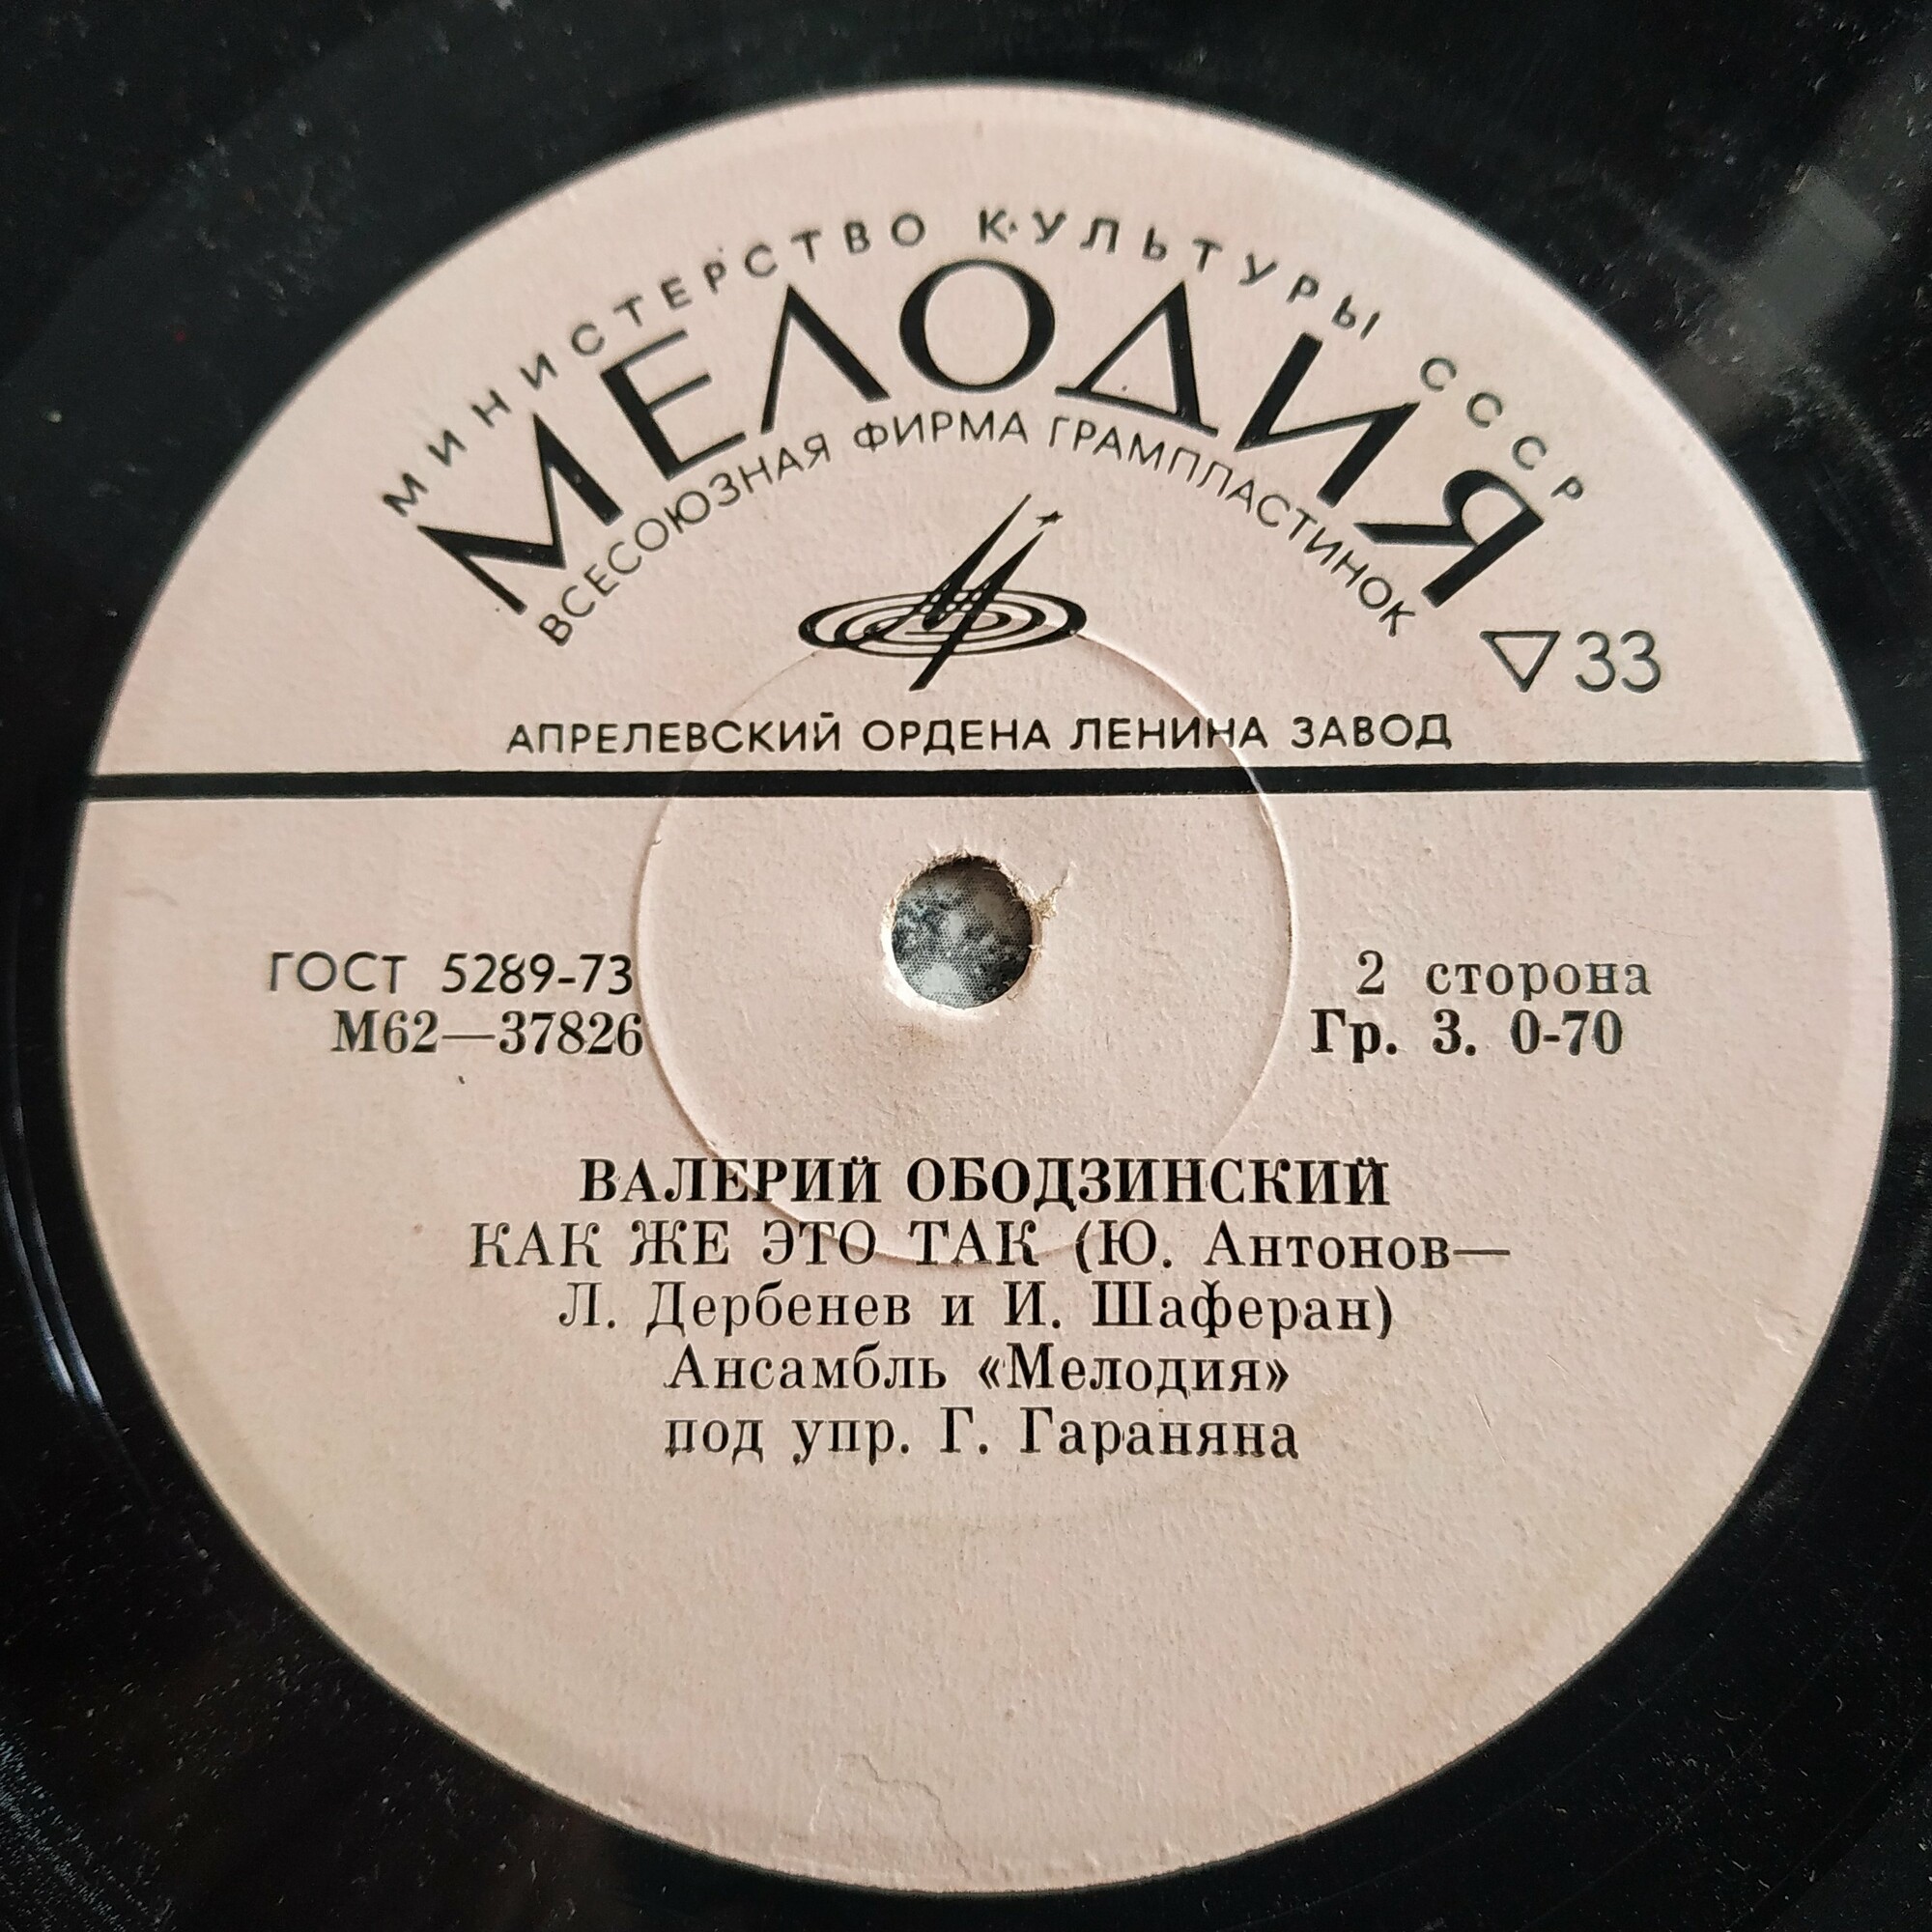 МИНИСТЕРСТВО КУЛЬТУРЫ СССР
МЕЛОДИЯ
ВСЕСОЮЗНАЯ ФИРМА ГРАМПЛАСТИНОК
33
АПРЕЛЕВСКИЙ ОРДЕНА ЛЕНИНА ЗАВОД
ГОСТ 5289-73
М62—37826
2 сторона
Гр. 3. 0-70
ВАЛЕРИЙ ОБОДЗИНСКИЙ
КАК ЖЕ ЭТО ТАК (Ю. Антонов—
Л. Дербенев и И. Шаферан)
Ансамбль «Мелодия»
под упр. Г. Гараняна